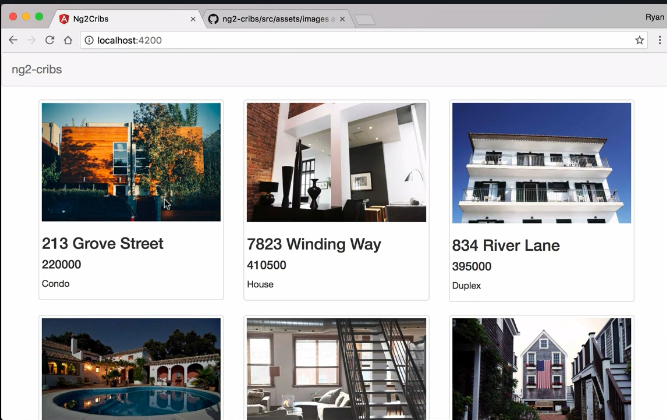 Ng2Cribs
ng2-cribs/src/assets/images a
Ryan
localhost:4200
ng2-cribs
213 Grove Street
220000
Condo
7823 Winding Way
410500
House
834 River Lane
395000
Duplex